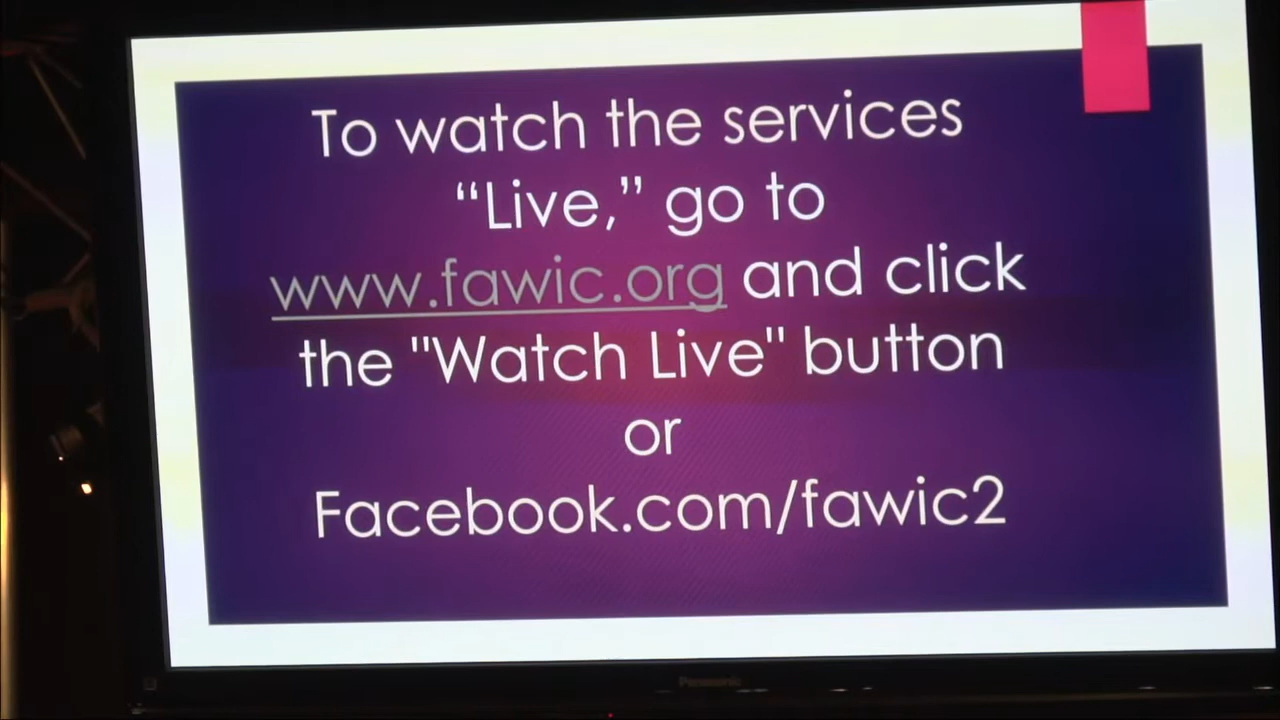 To watch the services
“Live,” go to
www.fawic.org and click
the "Watch Live" button
or
Facebook.com/fawic2
Panasonic